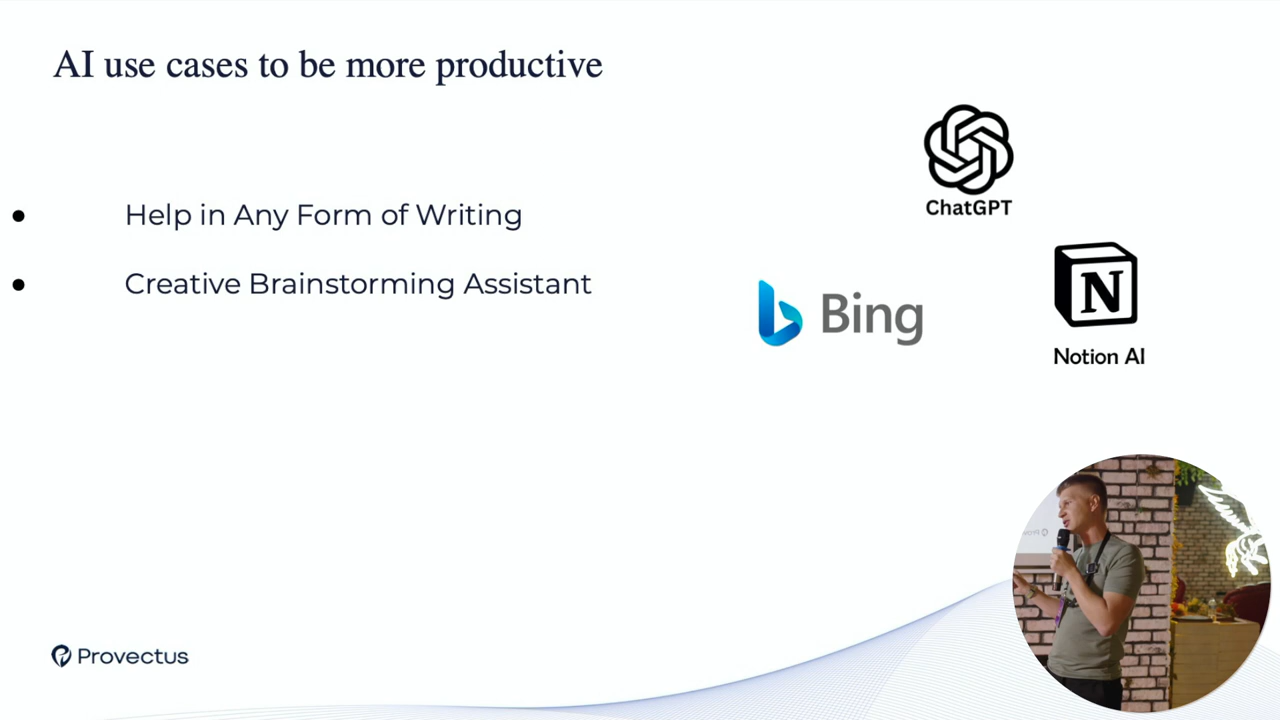 AI use cases to be more productive
ChatGPT
Help in Any Form of Writing
Creative Brainstorming Assistant
Bing
N
Notion AI
Provectus